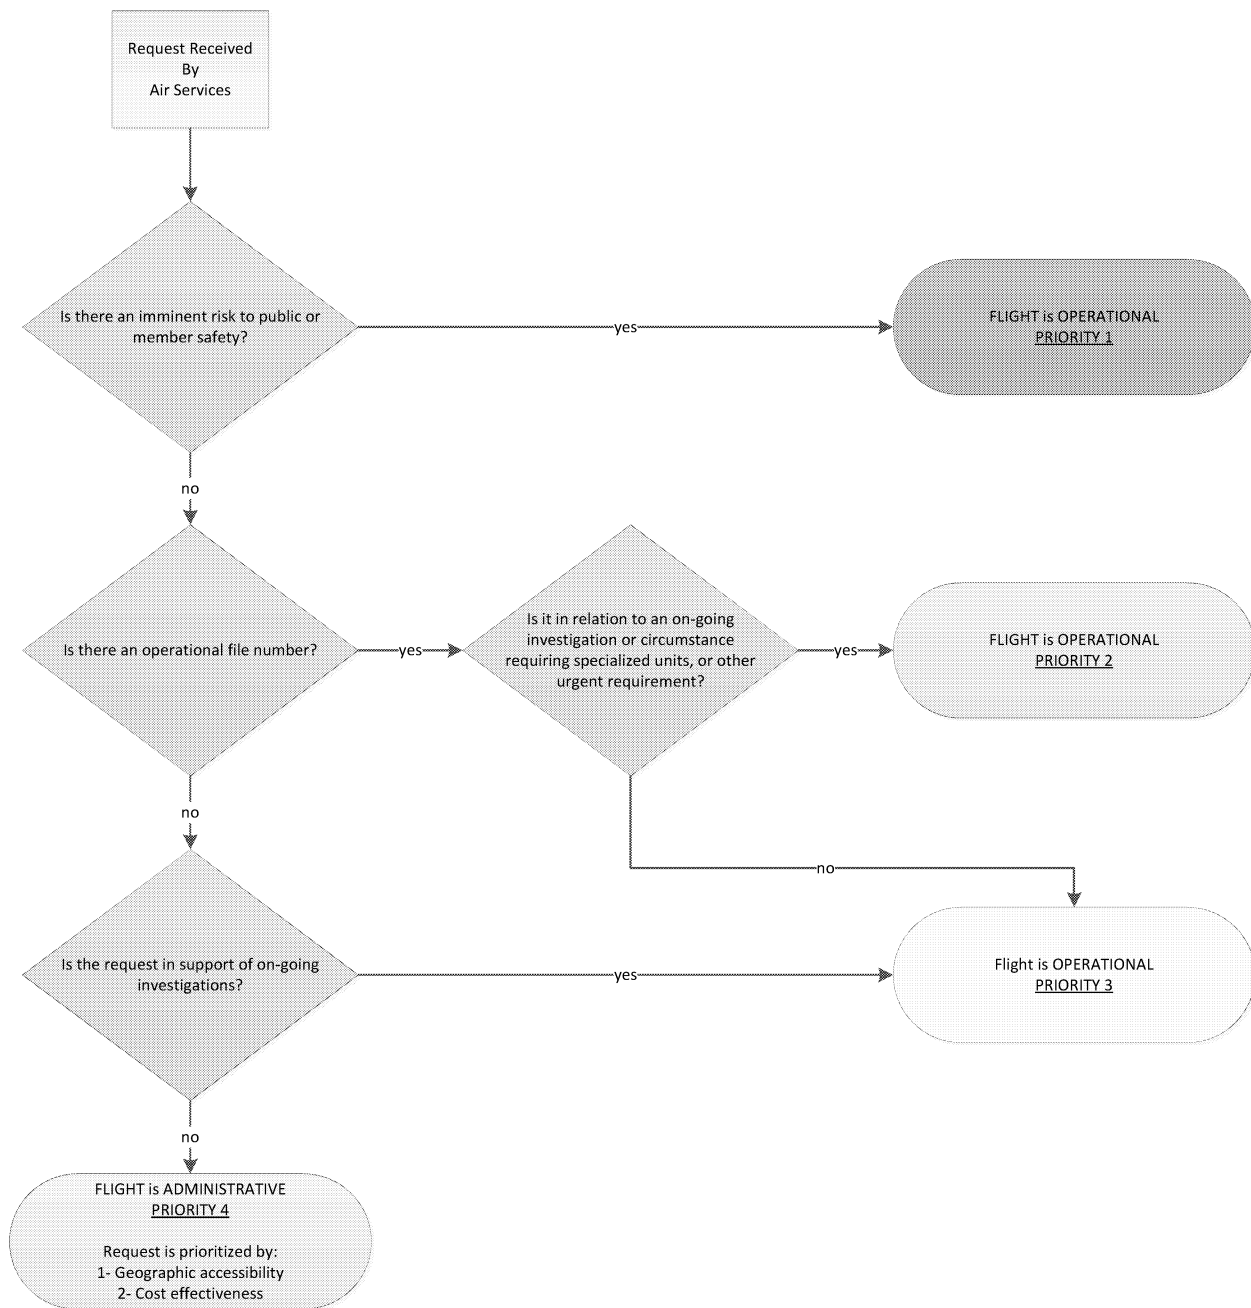 Request Received
By
Air Services
Is there an imminent risk to public or
member safety?
yes
FLIGHT is OPERATIONAL
PRIORITY 1
no
Is there an operational file number?
yes
Is it in relation to an on-going
investigation or circumstance
requiring specialized units, or other
urgent requirement?
yes
FLIGHT is OPERATIONAL
PRIORITY 2
no
no
Is the request in support of on-going
investigations?
yes
Flight is OPERATIONAL
PRIORITY 3
no
FLIGHT is ADMINISTRATIVE
PRIORITY 4
Request is prioritized by:
1- Geographic accessibility
2- Cost effectiveness